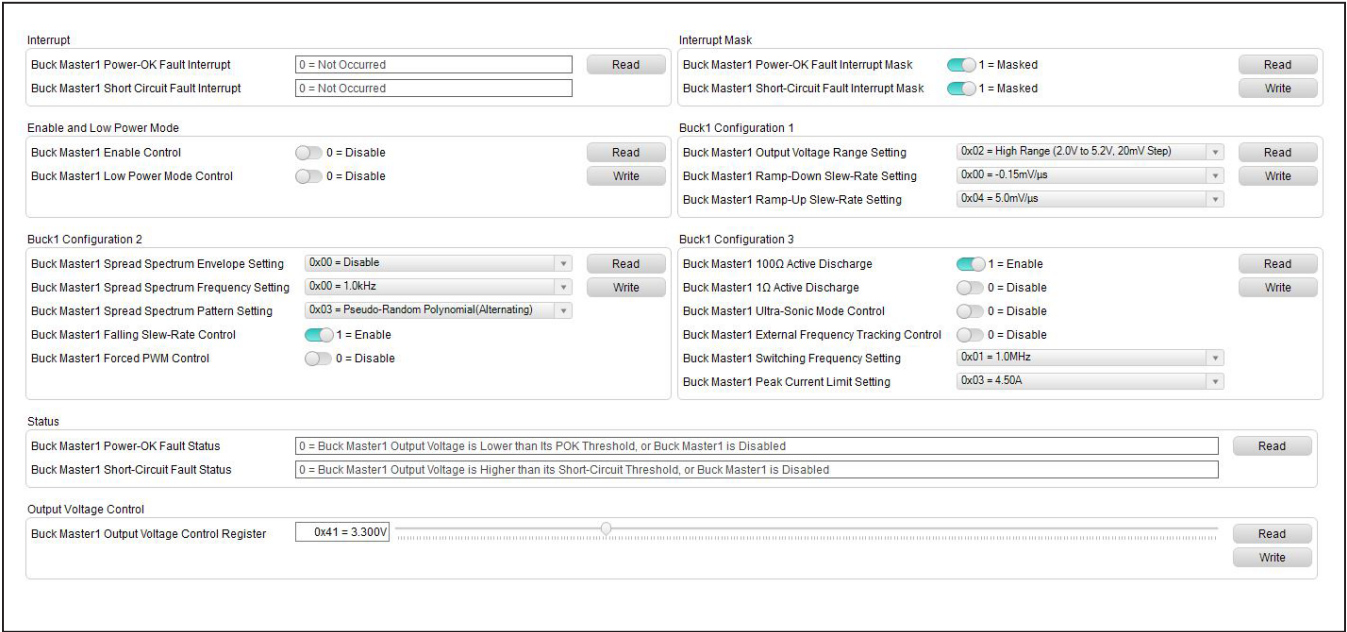 Interrupt
Buck Master1 Power-OK Fault Interrupt 0 = Not Occurred Read
Buck Master1 Short Circuit Fault Interrupt 0 = Not Occurred
Interrupt Mask
Buck Master1 Power-OK Fault Interrupt Mask 1 = Masked Read
Buck Master1 Short-Circuit Fault Interrupt Mask 1 = Masked Write
Enable and Low Power Mode
Buck Master1 Enable Control 0 = Disable Read
Buck Master1 Low Power Mode Control 0 = Disable Write
Buck1 Configuration 1
Buck Master1 Output Voltage Range Setting 0x02 = High Range (2.0V to 5.2V, 20mV Step) Read
Buck Master1 Ramp-Down Slew-Rate Setting 0x00 = -0.15mV/µs Write
Buck Master1 Ramp-Up Slew-Rate Setting 0x04 = 5.0mV/µs
Buck1 Configuration 2
Buck Master1 Spread Spectrum Envelope Setting 0x00 = Disable Read
Buck Master1 Spread Spectrum Frequency Setting 0x00 = 1.0kHz Write
Buck Master1 Spread Spectrum Pattern Setting 0x03 = Pseudo-Random Polynomial(Alternating)
Buck Master1 Falling Slew-Rate Control 1 = Enable
Buck Master1 Forced PWM Control 0 = Disable
Buck1 Configuration 3
Buck Master1 100Ω Active Discharge 1 = Enable Read
Buck Master1 1Ω Active Discharge 0 = Disable Write
Buck Master1 Ultra-Sonic Mode Control 0 = Disable
Buck Master1 External Frequency Tracking Control 0 = Disable
Buck Master1 Switching Frequency Setting 0x01 = 1.0MHz
Buck Master1 Peak Current Limit Setting 0x03 = 4.50A
Status
Buck Master1 Power-OK Fault Status 0 = Buck Master1 Output Voltage is Lower than Its POK Threshold, or Buck Master1 is Disabled Read
Buck Master1 Short-Circuit Fault Status 0 = Buck Master1 Output Voltage is Higher than its Short-Circuit Threshold, or Buck Master1 is Disabled
Output Voltage Control
Buck Master1 Output Voltage Control Register 0x41 = 3.300V Read
Write